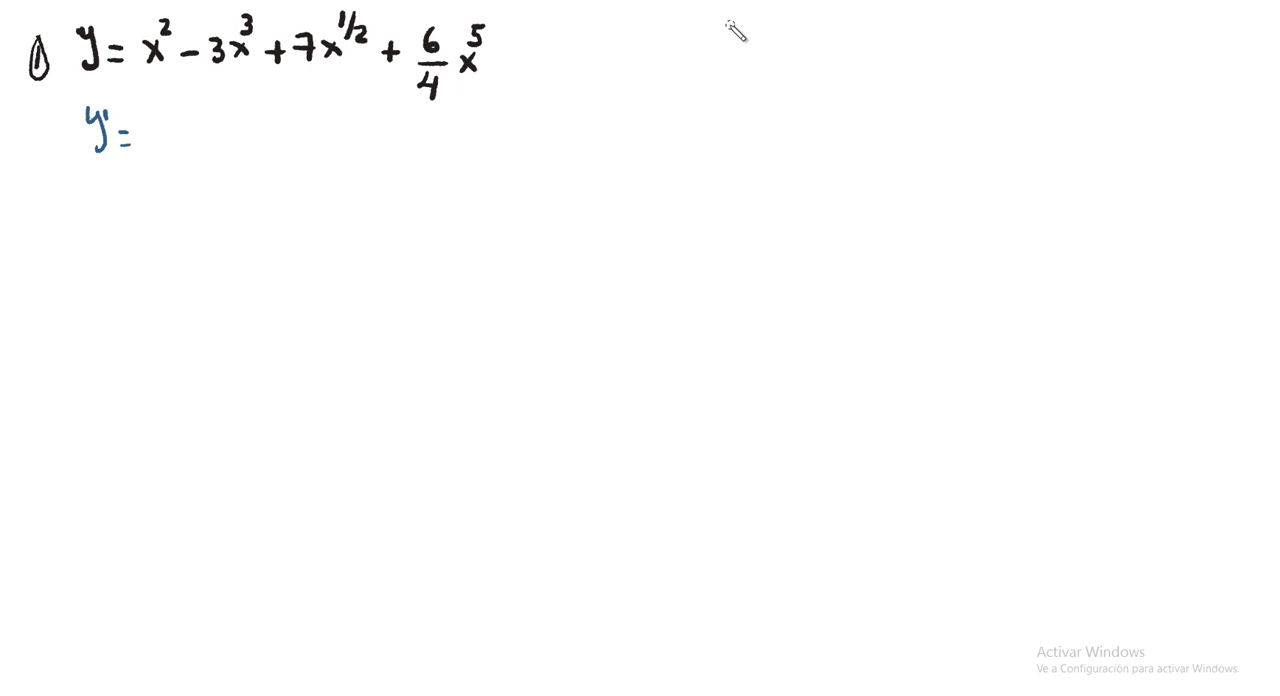 ① y = x² - 3x³ + 7x^1/2 + 6/4 x⁵
y' =
Activar Windows
Ve a Configuración para activar Windows.